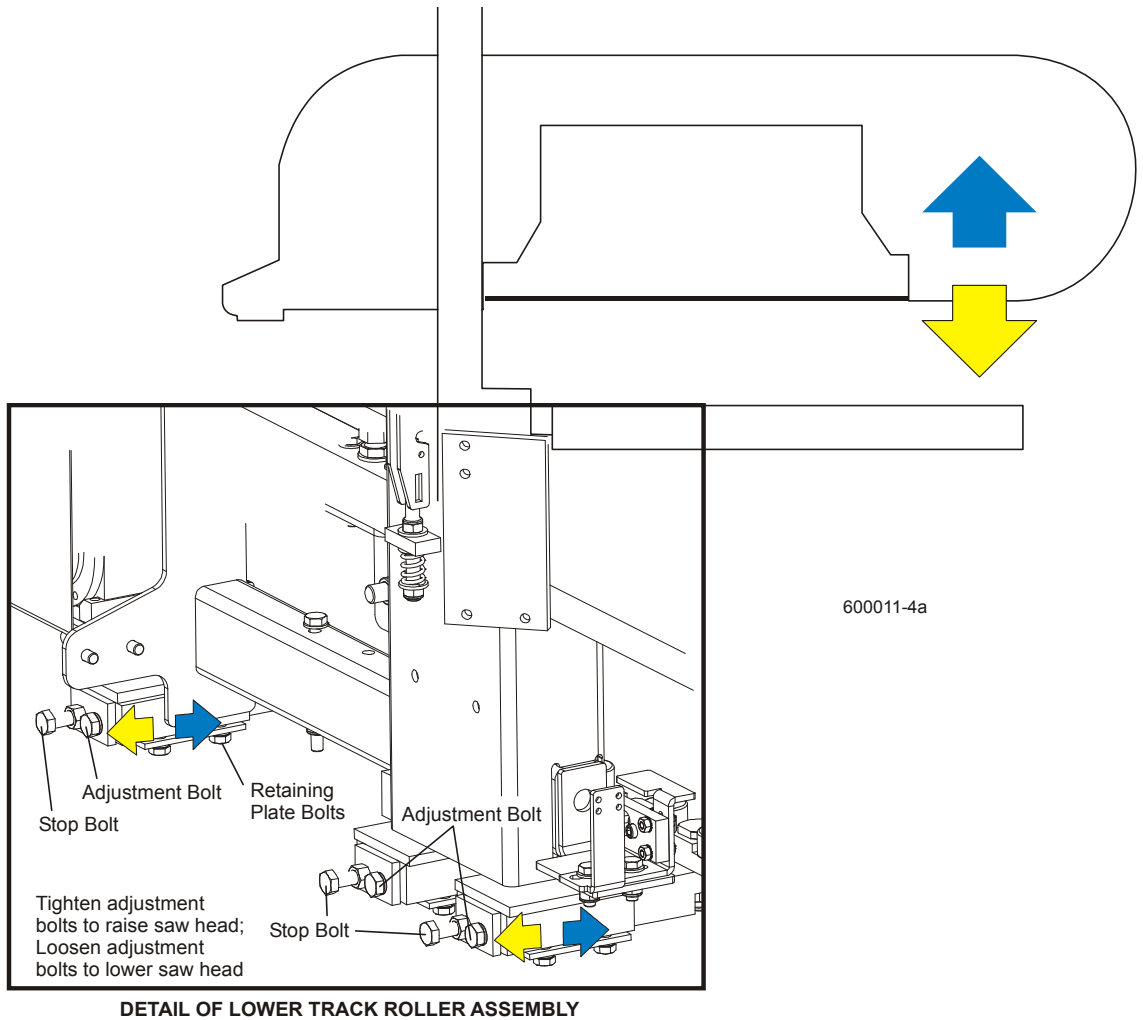 600011-4a
Adjustment Bolt
Stop Bolt
Retaining
Plate Bolts
Adjustment Bolt
Stop Bolt
Tighten adjustment
bolts to raise saw head;
Loosen adjustment
bolts to lower saw head
DETAIL OF LOWER TRACK ROLLER ASSEMBLY